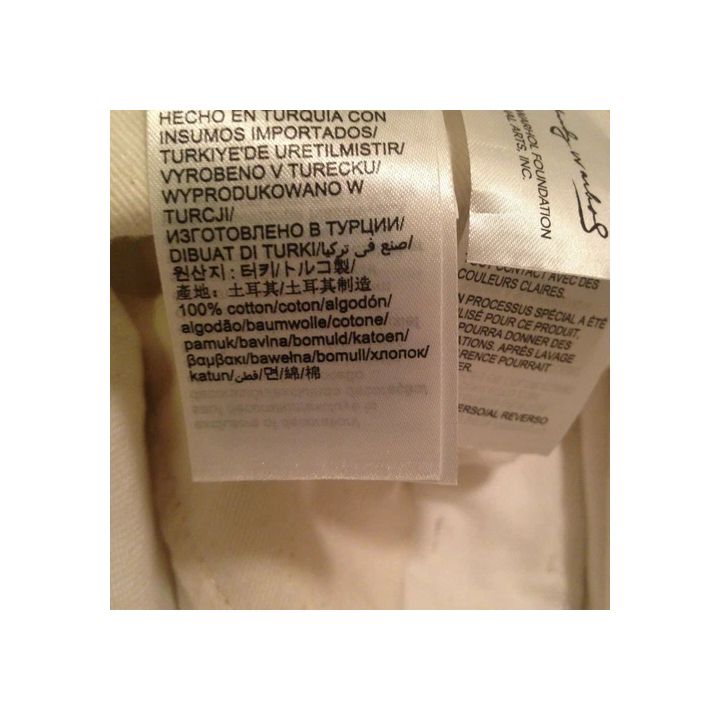 HECHO EN TURQUIA CON
INSUMOS IMPORTADOS/
TURKIYE'DE URETILMISTIR/
VYROBENO V TURECKU/
WYPRODUKOWANO W
TURCJI/
ИЗГОТОВЛЕНО В ТУРЦИИ/
DIBUAT DI TURKI/صنع في تركيا/
원산지 : 터키/トルコ製/
產地: 土耳其/土耳其制造
100% cotton/coton/algodón/
algodão/baumwolle/cotone/
pamuk/bavlna/bomuld/katoen/
βαμβακι/bawełna/bomull/хлопок/
katun/قطن/면/綿/棉
Andy Warhol
WARHOL FOUNDATION
ARTS, INC.
CONTACT AVEC DES
COULEURS CLAIRES.
PROCESSUS SPÉCIAL A ÉTÉ
POUR CE PRODUIT,
POURRA DONNER DES
APRÈS LAVAGE
POURRAIT
REVERSO